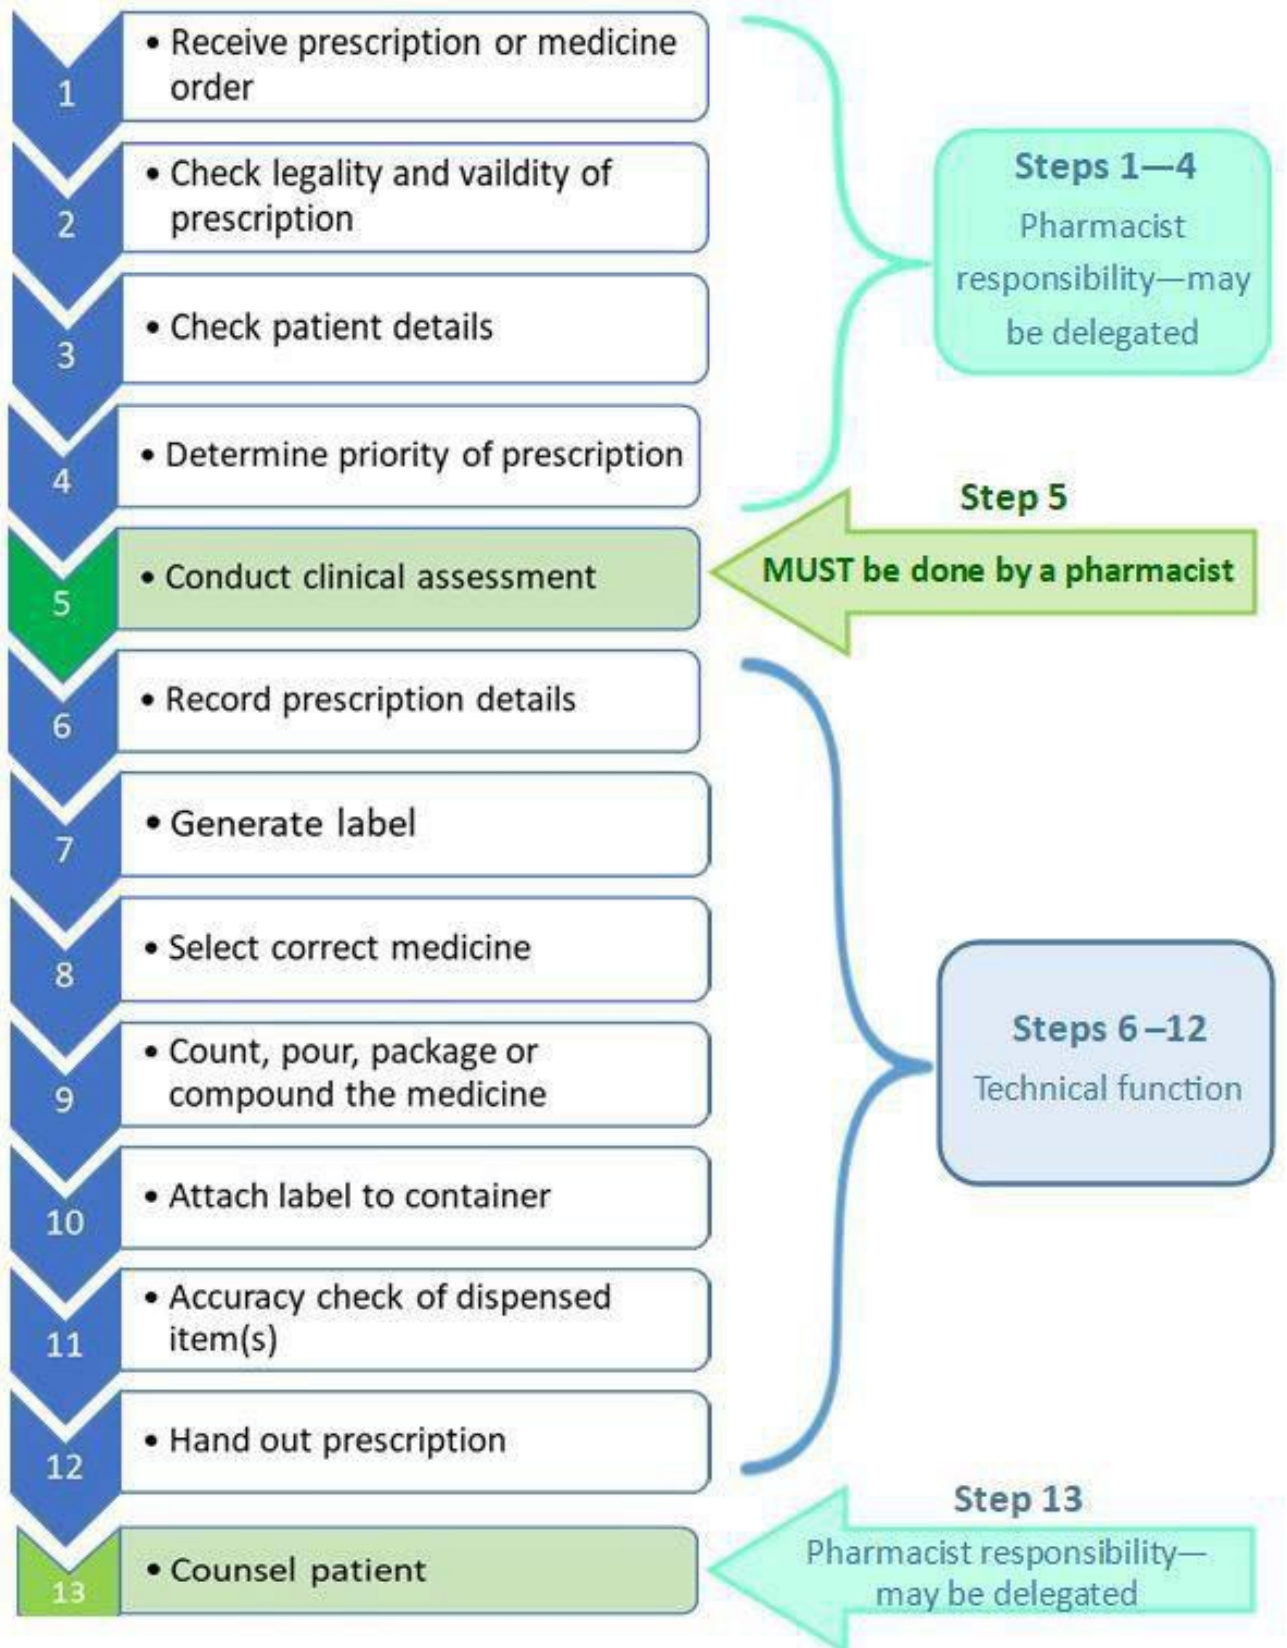 1
• Receive prescription or medicine
order
2
• Check legality and vaildity of
prescription
3
• Check patient details
4
• Determine priority of prescription
Steps 1—4
Pharmacist
responsibility—may
be delegated
5
• Conduct clinical assessment
Step 5
MUST be done by a pharmacist
6
• Record prescription details
7
• Generate label
8
• Select correct medicine
9
• Count, pour, package or
compound the medicine
10
• Attach label to container
11
• Accuracy check of dispensed
item(s)
12
• Hand out prescription
Steps 6–12
Technical function
13
• Counsel patient
Step 13
Pharmacist responsibility—
may be delegated